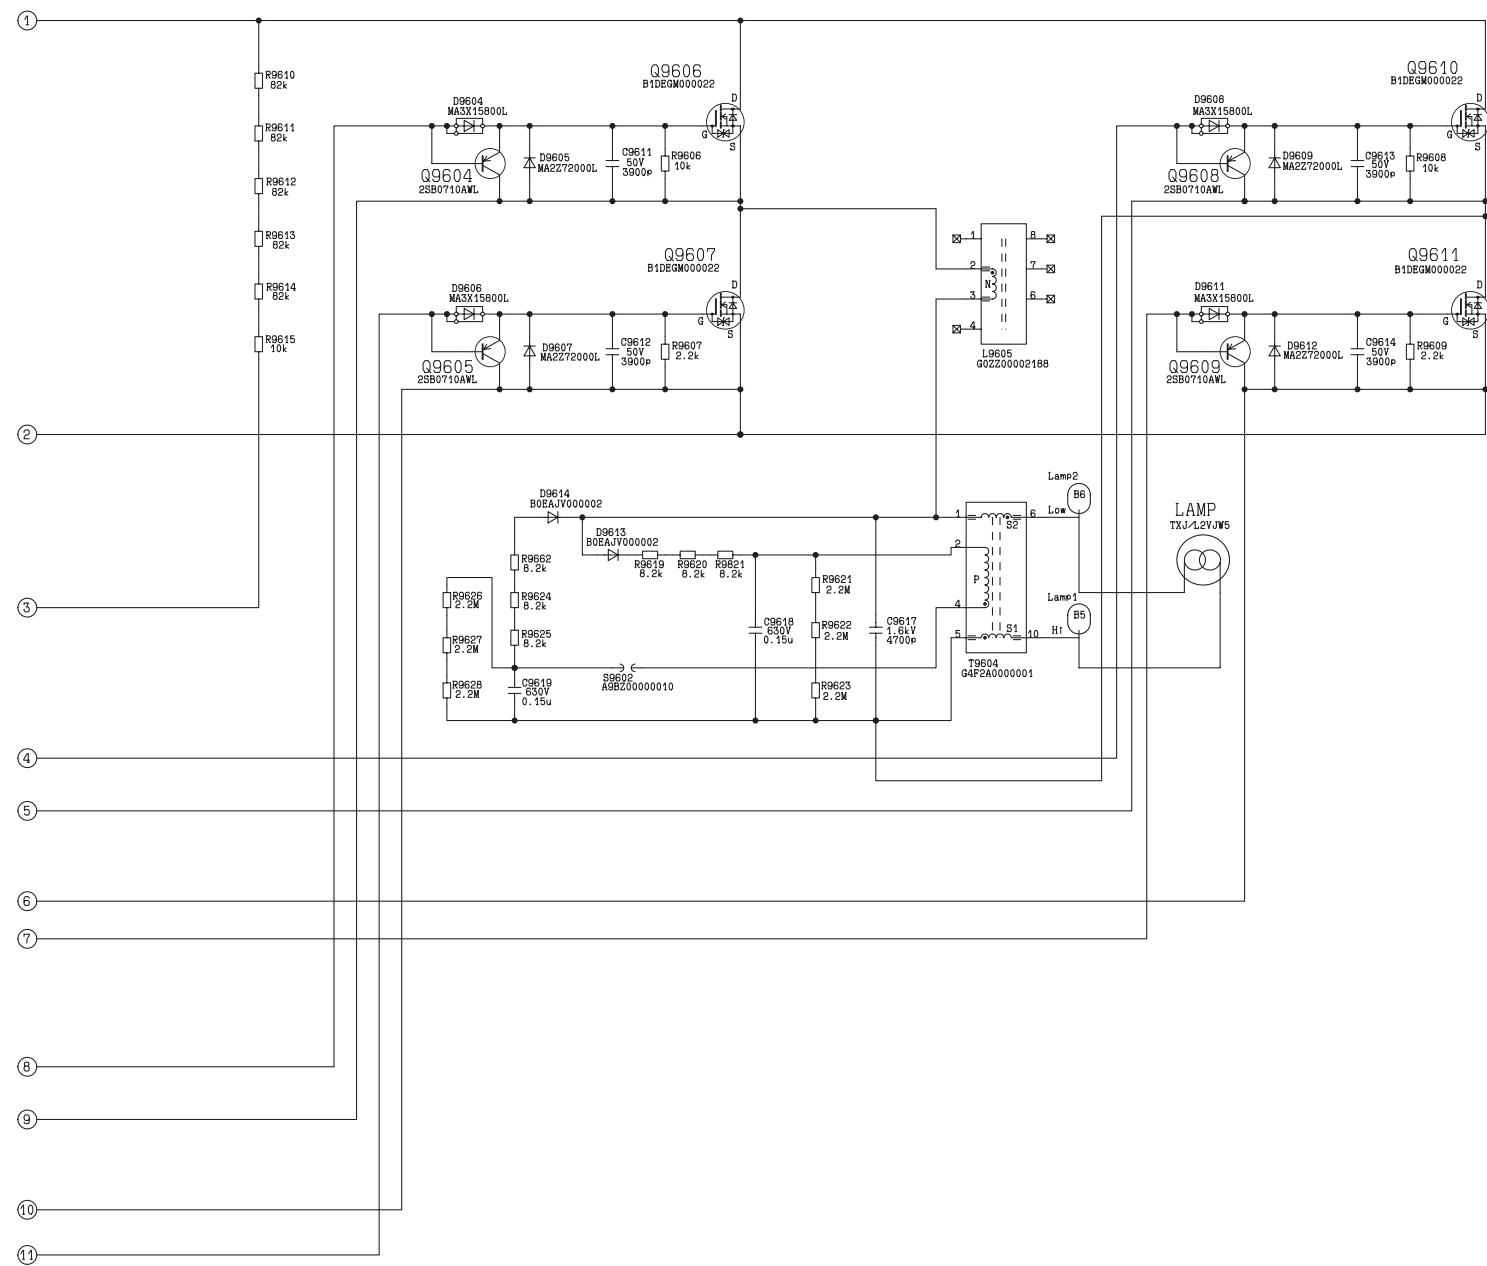 1
R9610
82k
R9611
82k
R9612
82k
R9613
82k
R9614
82k
R9615
10k
D9604
MA3X15800L
Q9604
2SB0710AWL
D9605
MA2Z72000L
C9611
50V
3900p
R9606
10k
Q9606
B1DEGM000022
D
G
S
D9606
MA3X15800L
Q9605
2SB0710AWL
D9607
MA2Z72000L
C9612
50V
3900p
R9607
2.2k
Q9607
B1DEGM000022
D
G
S
1
2
3
4
8
7
6
N
L9605
G0ZZ00002188
D9608
MA3X15800L
Q9608
2SB0710AWL
D9609
MA2Z72000L
C9613
50V
3900p
R9608
10k
Q9610
B1DEGM000022
D
G
S
D9611
MA3X15800L
Q9609
2SB0710AWL
D9612
MA2Z72000L
C9614
50V
3900p
R9609
2.2k
Q9611
B1DEGM000022
D
G
S
2
D9614
B0EAJV000002
D9613
B0EAJV000002
R9662
8.2k
R9619
8.2k
R9620
8.2k
R9821
8.2k
R9626
2.2M
R9624
8.2k
R9627
2.2M
R9625
8.2k
R9628
2.2M
C9619
630V
0.15u
S9602
A9BZ00000010
C9618
630V
0.15u
R9621
2.2M
R9622
2.2M
R9623
2.2M
C9617
1.6kV
4700p
1
2
4
5
6
10
S2
P
S1
T9604
G4F2A0000001
Lamp2
B6
Low
Lamp1
B5
Hi
LAMP
TXJ/L2VJW5
3
4
5
6
7
8
9
10
11